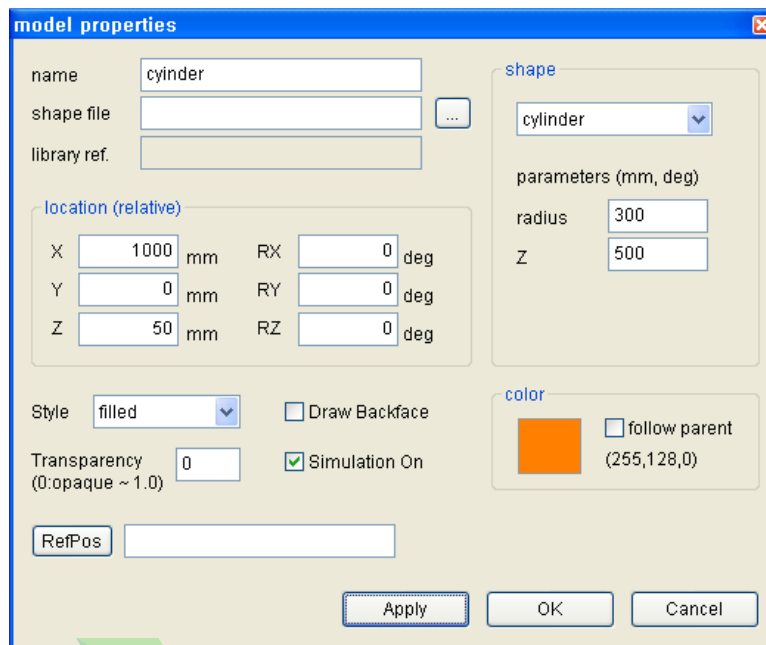 model properties
name cyinder
shape file ...
library ref.
shape
cylinder
parameters (mm, deg)
radius 300
Z 500
location (relative)
X 1000 mm RX 0 deg
Y 0 mm RY 0 deg
Z 50 mm RZ 0 deg
Style filled Draw Backface
Transparency 0 Simulation On
(0:opaque ~ 1.0)
color
follow parent
(255,128,0)
RefPos
Apply OK Cancel